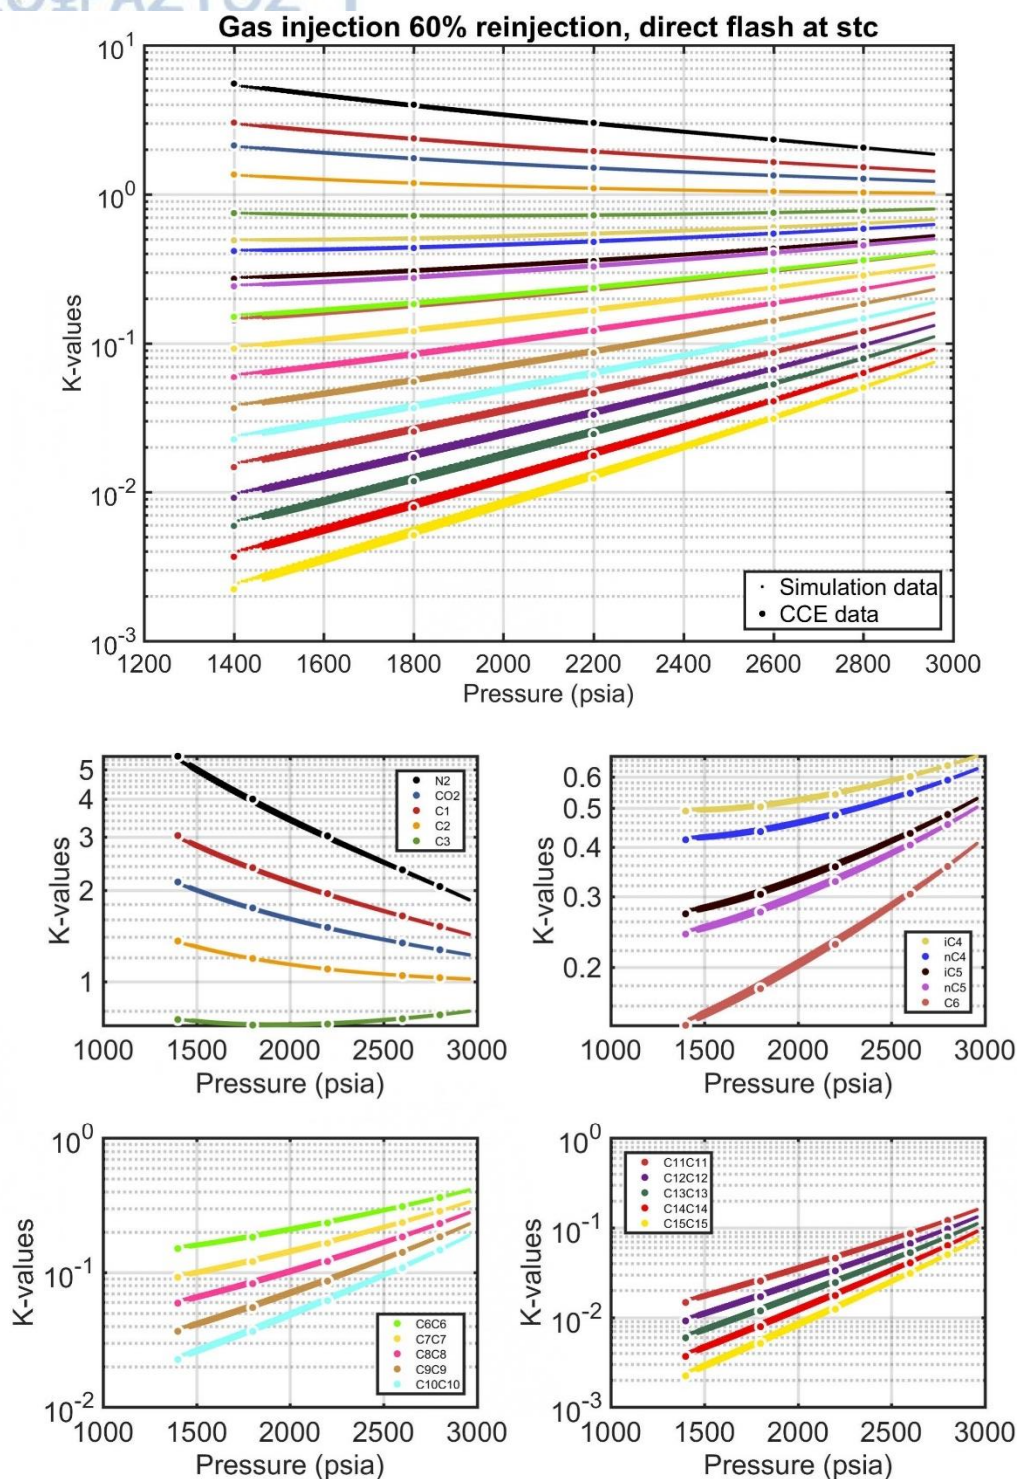 Gas injection 60% reinjection, direct flash at stc
10^1
10^0
10^-1
10^-2
10^-3
K-values
1200 1400 1600 1800 2000 2200 2400 2600 2800 3000
Pressure (psia)
Simulation data
CCE data
5
4
3
2
1
K-values
N2
CO2
C1
C2
C3
1000 1500 2000 2500 3000
Pressure (psia)
0.6
0.5
0.4
0.3
0.2
K-values
iC4
nC4
iC5
nC5
C6
1000 1500 2000 2500 3000
Pressure (psia)
10^0
10^-1
10^-2
K-values
C6C6
C7C7
C8C8
C9C9
C10C10
1000 1500 2000 2500 3000
Pressure (psia)
10^0
10^-1
10^-2
10^-3
K-values
C11C11
C12C12
C13C13
C14C14
C15C15
1000 1500 2000 2500 3000
Pressure (psia)